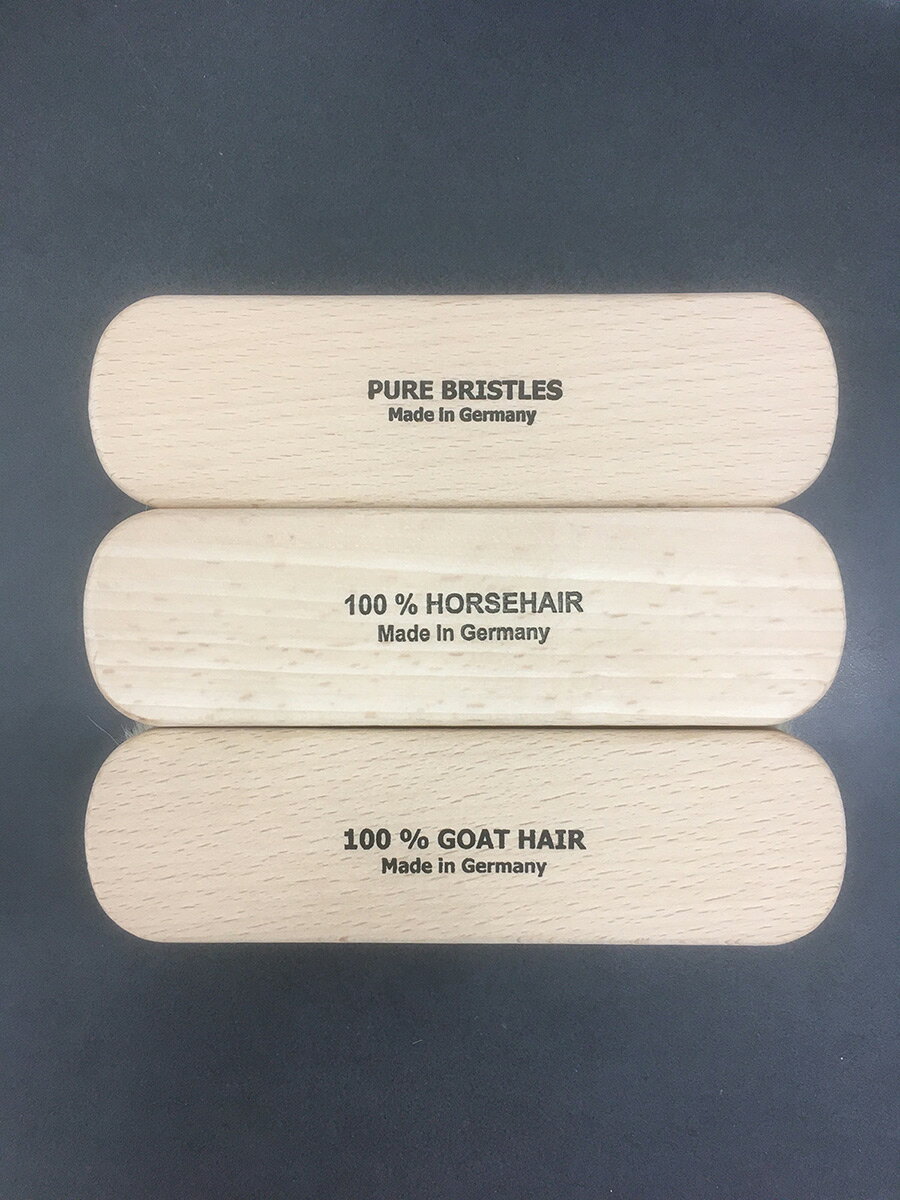 PURE BRISTLES
Made in Germany
100 % HORSEHAIR
Made in Germany
100 % GOAT HAIR
Made in Germany